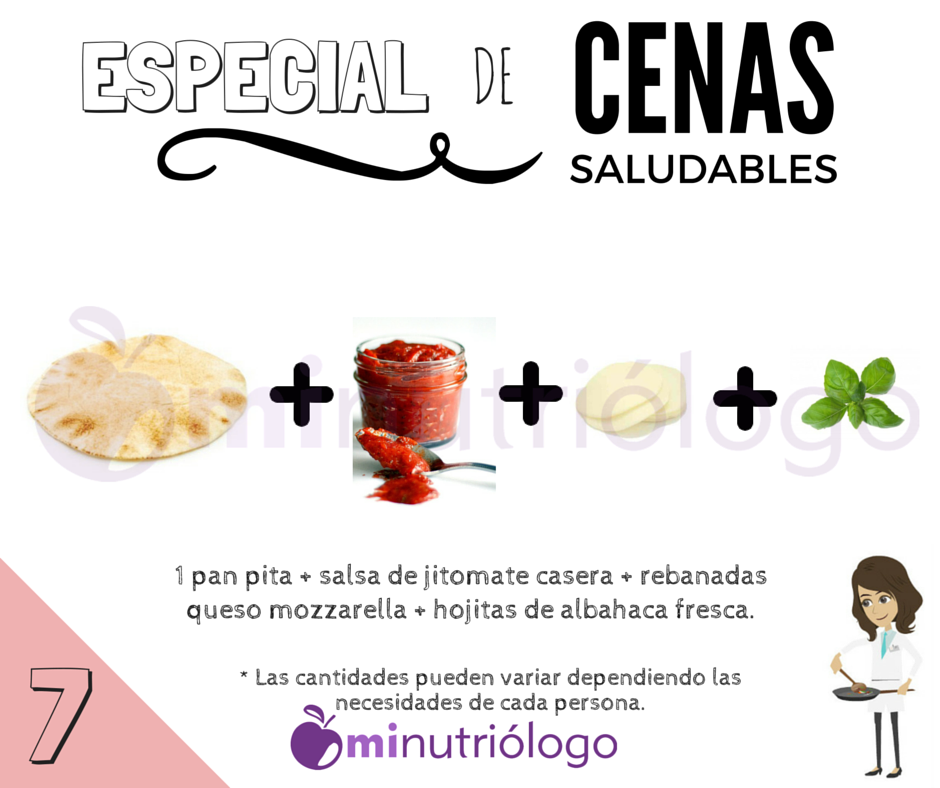 ESPECIAL DE CENAS
SALUDABLES
minutriólogo
1 pan pita + salsa de jitomate casera + rebanadas
queso mozzarella + hojitas de albahaca fresca.
* Las cantidades pueden variar dependiendo las
necesidades de cada persona.
7
minutriólogo